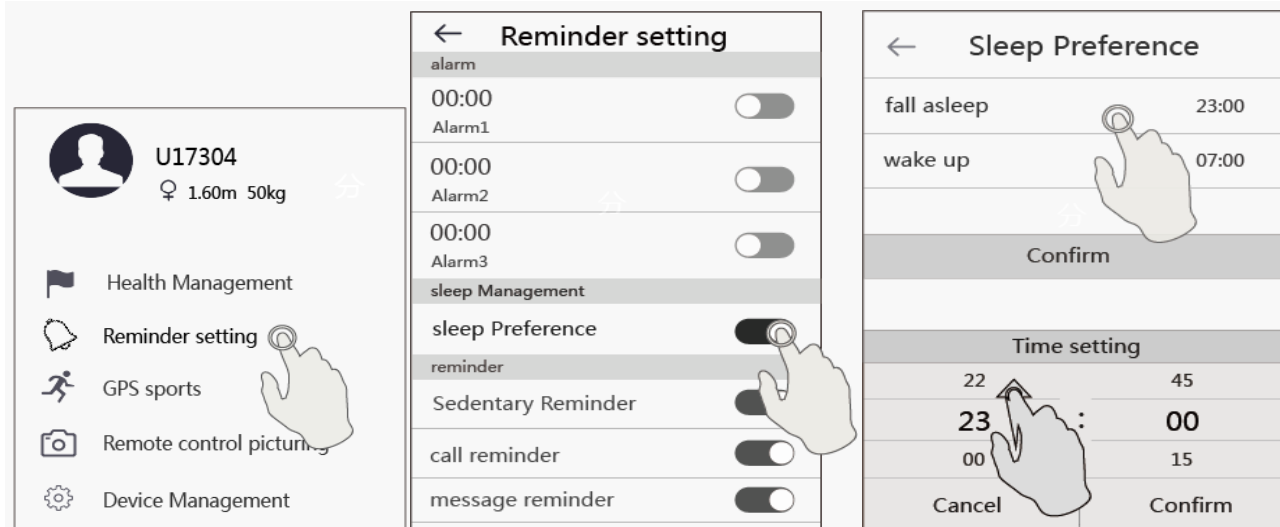 U17304
♀ 1.60m 50kg
Health Management
Reminder setting
GPS sports
Remote control picturing
Device Management
Reminder setting
alarm
00:00
Alarm1
00:00
Alarm2
00:00
Alarm3
sleep Management
sleep Preference
reminder
Sedentary Reminder
call reminder
message reminder
Sleep Preference
fall asleep 23:00
wake up 07:00
Confirm
Time setting
22 45
23 : 00
00 15
Cancel Confirm
分
分
分